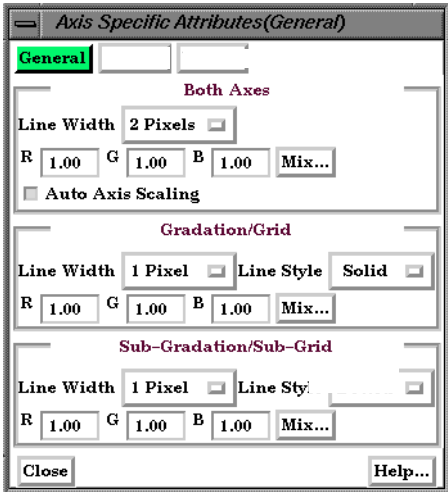 Axis Specific Attributes(General)
General
Both Axes
Line Width 2 Pixels
R 1.00 G 1.00 B 1.00 Mix...
Auto Axis Scaling
Gradation/Grid
Line Width 1 Pixel Line Style Solid
R 1.00 G 1.00 B 1.00 Mix...
Sub-Gradation/Sub-Grid
Line Width 1 Pixel Line
R 1.00 G 1.00 B 1.00 Mix...
Close Help...